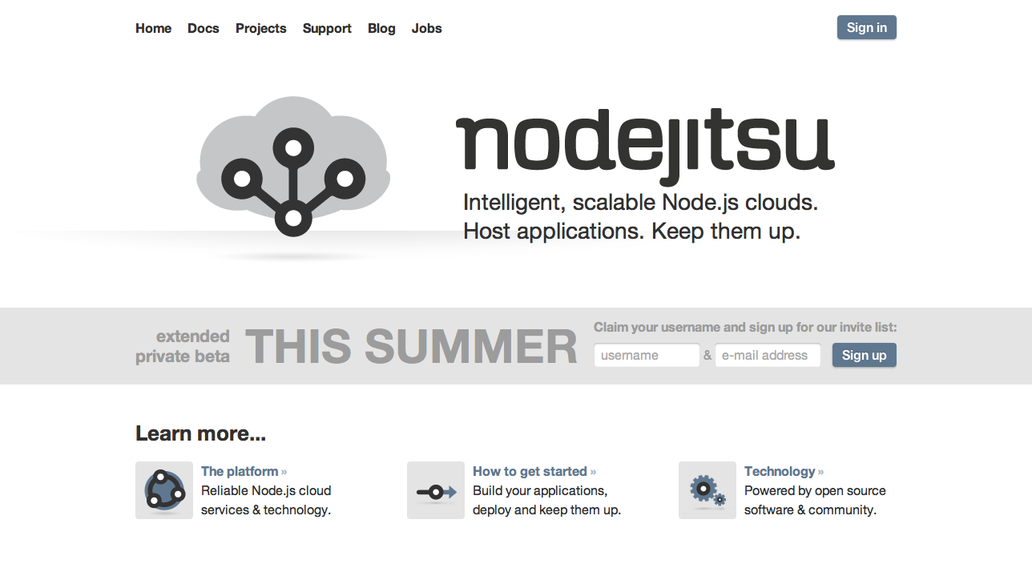 Home Docs Projects Support Blog Jobs Sign in
nodejitsu
Intelligent, scalable Node.js clouds.
Host applications. Keep them up.
extended
private beta
THIS SUMMER
Claim your username and sign up for our invite list:
username & e-mail address Sign up
Learn more...
The platform »
Reliable Node.js cloud
services & technology.
How to get started »
Build your applications,
deploy and keep them up.
Technology »
Powered by open source
software & community.